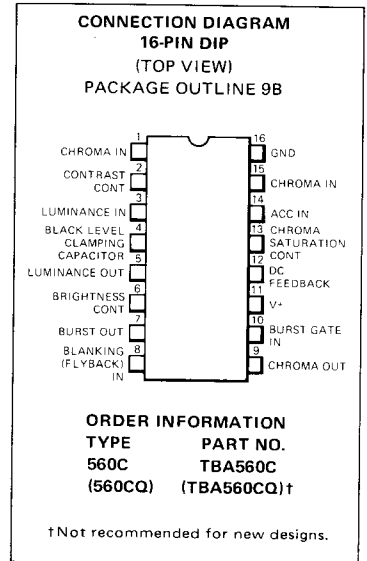 CONNECTION DIAGRAM
16-PIN DIP
(TOP VIEW)
PACKAGE OUTLINE 9B
1
CHROMA IN
2
CONTRAST
CONT
3
LUMINANCE IN
4
BLACK LEVEL
CLAMPING
CAPACITOR
5
LUMINANCE OUT
6
BRIGHTNESS
CONT
7
BURST OUT
8
BLANKING
(FLYBACK)
IN
16
GND
15
CHROMA IN
14
ACC IN
13
CHROMA
SATURATION
CONT
12
DC
FEEDBACK
11
V+
10
BURST GATE
IN
9
CHROMA OUT
ORDER INFORMATION
TYPE PART NO.
560C TBA560C
(560CQ) (TBA560CQ)†
†Not recommended for new designs.